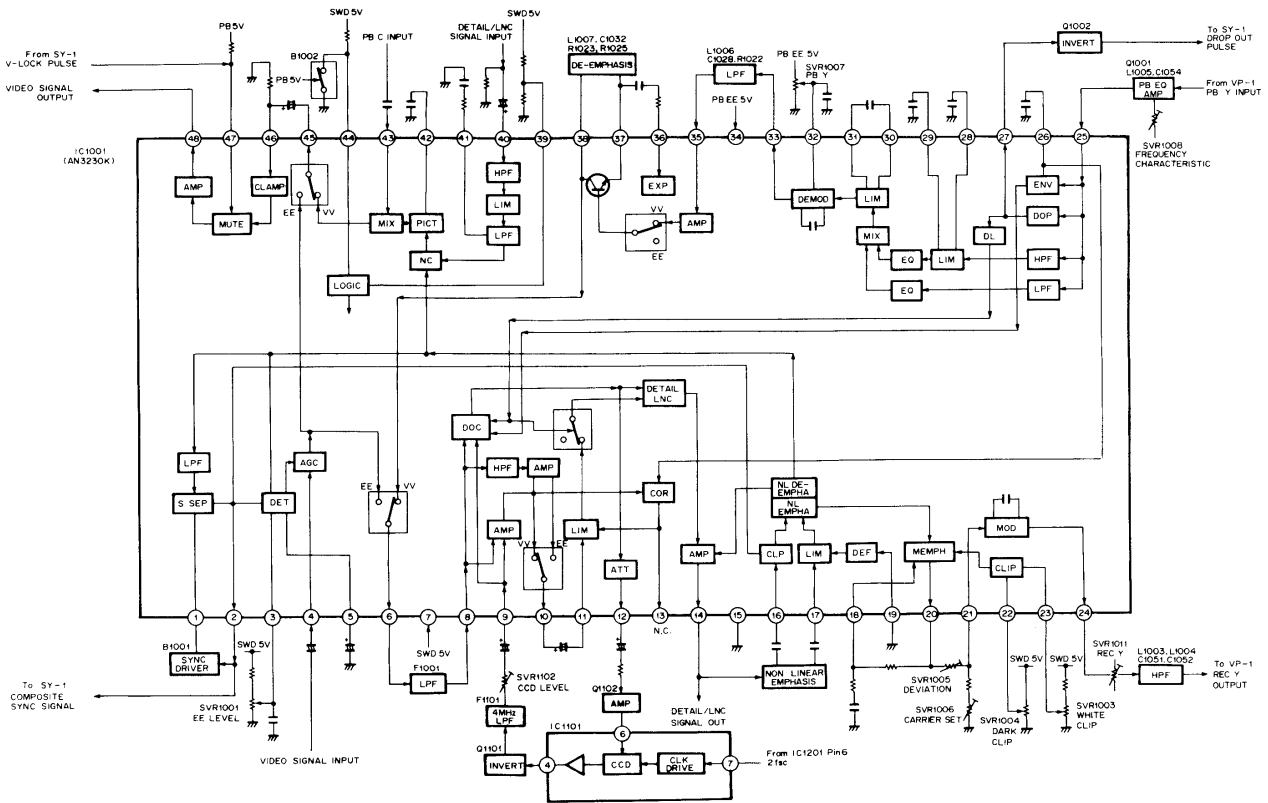 PB 5V
SWD 5V
PB C INPUT
DETAIL/LNC
SIGNAL INPUT
SWD 5V
L1007, C1032
R1023, R1025
DE-EMPHASIS
L1006
C1028, R1022
LPF
PB EE 5V
PB EE 5V
SVR1007
PB Y
Q1002
INVERT
To SY-1
DROP OUT
PULSE
Q1001
L1005, C1054
PB EQ
AMP
From VP-1
PB Y INPUT
SVR1008
FREQUENCY
CHARACTERISTIC
From SY-1
V-LOCK PULSE
VIDEO SIGNAL
OUTPUT
B1002
PB 5V
IC1001
(AN3230K)
48 47 46 45 44 43 42 41 40 39 38 37 36 35 34 33 32 31 30 29 28 27 26 25
AMP
CLAMP
MUTE
EE
VV
MIX
PICT
NC
HPF
LIM
LPF
LOGIC
EXP
VV
EE
AMP
DEMOD
LIM
MIX
EQ
EQ
LIM
DL
ENV
DOP
HPF
LPF
LPF
S SEP
DET
AGC
EE
VV
DOC
HPF
AMP
AMP
VV
EE
LIM
DETAIL
LNC
COR
ATT
AMP
NL DE-
EMPHA
NL
EMPHA
CLP
LIM
DEF
MEMPH
MOD
CLIP
1 2 3 4 5 6 7 8 9 10 11 12 13 14 15 16 17 18 19 20 21 22 23 24
N.C.
B1001
SYNC
DRIVER
To SY-1
COMPOSITE
SYNC SIGNAL
SWD 5V
SVR1001
EE LEVEL
VIDEO SIGNAL INPUT
SWD 5V
F1001
LPF
SVR1102
CCD LEVEL
F1101
4MHz
LPF
Q1101
INVERT
Q1102
AMP
IC1101
6
4
CCD
CLK
DRIVE
7
From IC1201 Pin6
2fsc
DETAIL/LNC
SIGNAL OUT
NON LINEAR
EMPHASIS
SVR1005
DEVIATION
SVR1006
CARRIER SET
SWD 5V
SVR1004
DARK
CLIP
SWD 5V
SVR1003
WHITE
CLIP
SVR1011
REC Y
L1003, L1004
C1051, C1052
HPF
To VP-1
REC Y
OUTPUT